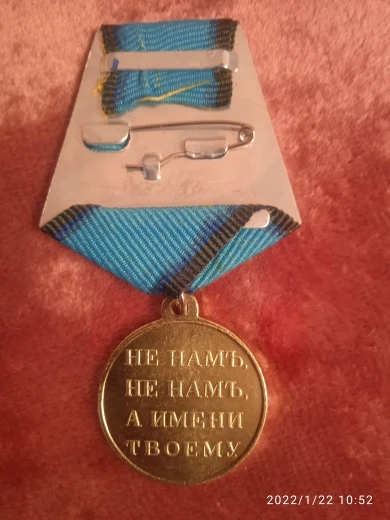 НЕ НАМЪ,
НЕ НАМЪ,
А ИМЕНИ
ТВОЕМУ
2022/1/22 10:52